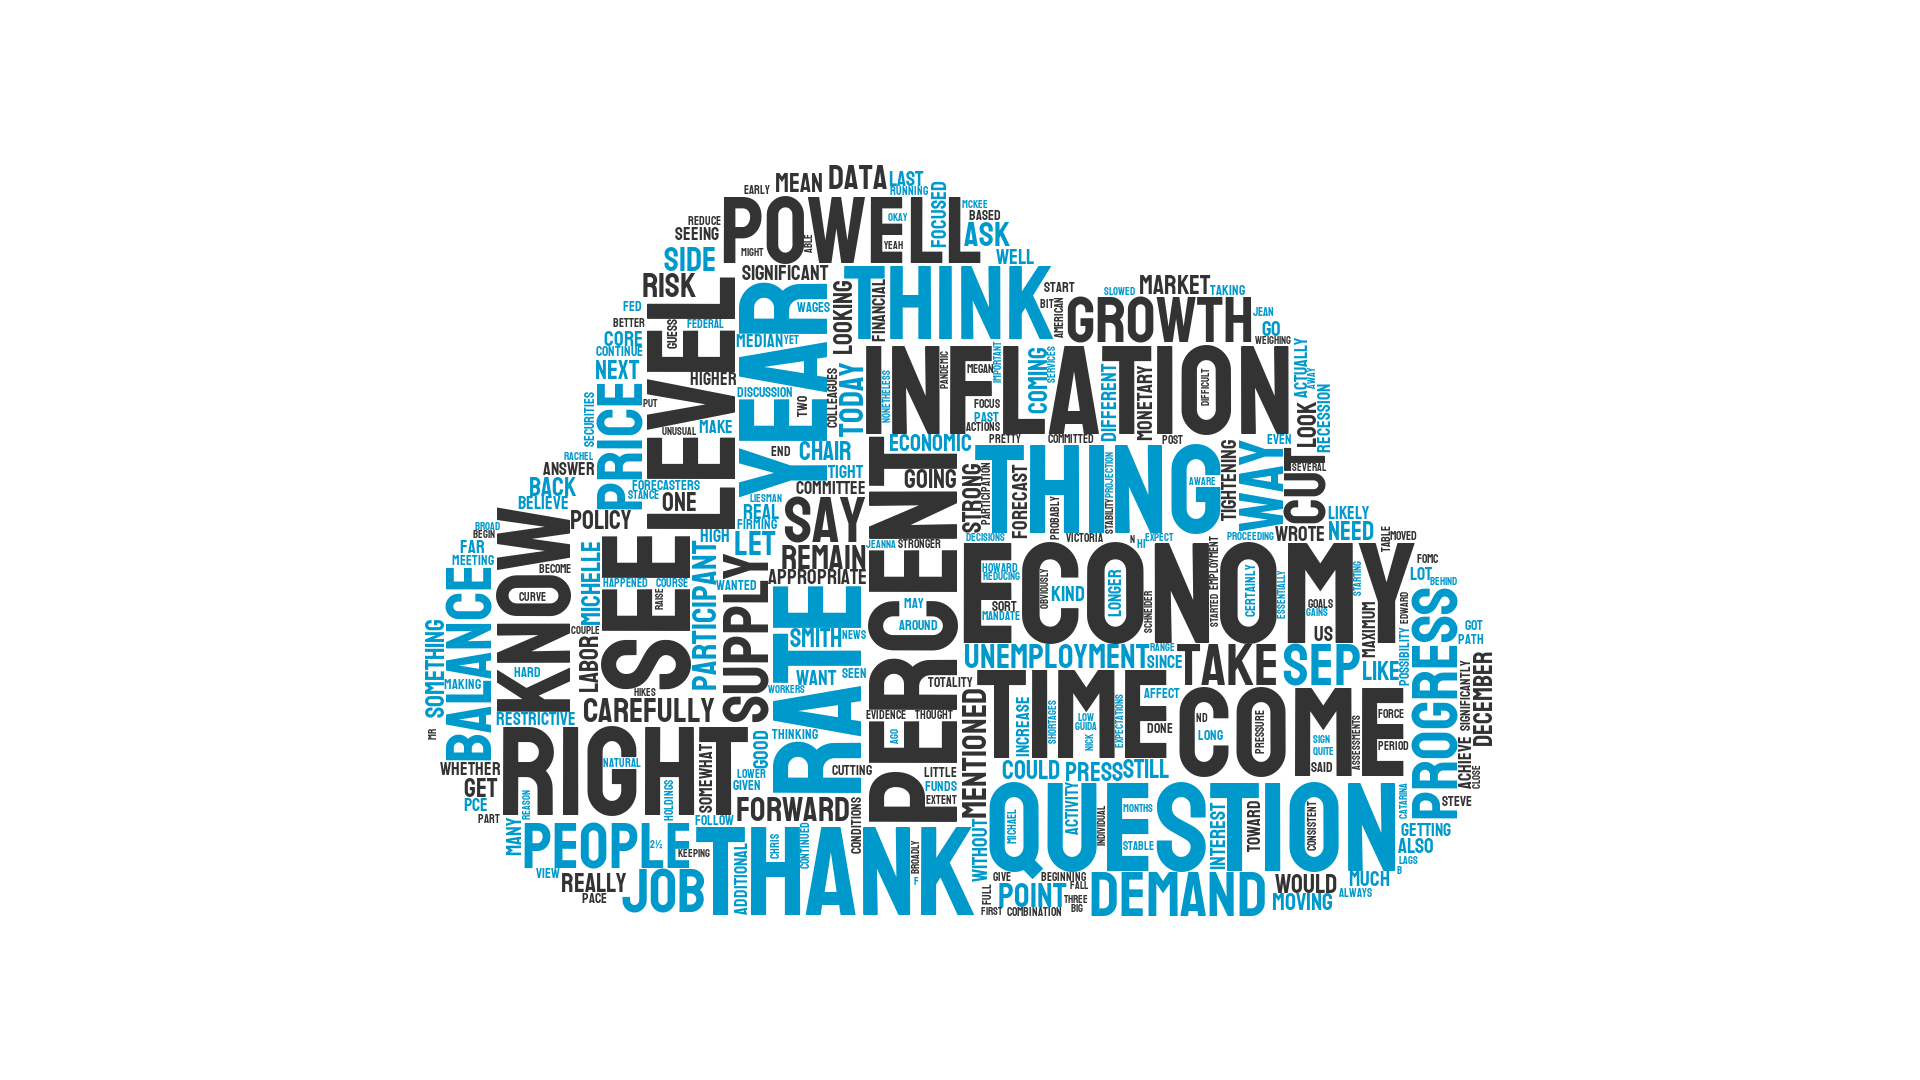 EARLY
MEAN
DATA
LAST
RUNNING
REDUCE
SEEING
POWELL
OKAY
YEAH
MIGHT
ABLE
FOCUSED
MCKEE
BASED
ASK
WELL
SIDE
RISK
SIGNIFICANT
THINK
START
BIT
AMERICAN
SLOWED
MARKET
TAKING
GROWTH
JEAN
GO
WEIGHING
FED
BETTER
CORE
CONTINUE
NEXT
LEVEL
GUESS
FEDERAL
YEAR
WAGES
MEDIAN
YET
LOOKING
FINANCIAL
HIGHER
DISCUSSION
TWO
COLLEAGUES
TODAY
INFLATION
NONETHELESS
PANDEMIC
MEGAN
IMPORTANT
FOCUS
PAST
ACTIONS
COMING
SERVICES
DIFFERENT
MONETARY
DIFFICULT
ACTUALLY
AWAY
LOOK
RECESSION
SECURITIES
PRICE
PUT
UNUSUAL
MAKE
END
CHAIR
TIGHT
COMMITTEE
ECONOMIC
GOING
PRETTY
COMMITTED
POST
EVEN
RACHEL
ANSWER
BACK
BELIEVE
FORECASTERS
STANCE
ONE
LIESMAN
REAL
FIRMING
SAY
PERCENT
STRONG
PARTICIPATION
FORECAST
THING
AWARE
PROBABLY
STABILITY
PROJECTION
TIGHTENING
WAY
CUT
SEVERAL
LIKELY
NEED
WROTE
PROCEEDING
TABLE
MOVED
BROAD
BEGIN
FAR
MEETING
KNOW
CURVE
BECOME
POLICY
HIGH
LET
REMAIN
APPROPRIATE
JEANNA
STRONGER
DECISIONS
VICTORIA
N
HI
EXPECT
FOMC
LOT
BEHIND
MICHELLE
SEE
HAPPENED
COURSE
RAISE
PARTICIPANT
WANTED
SUPPLY
RATE
MAY
AROUND
ECONOMY
HOWARD
REDUCING
SORT
MANDATE
OBVIOUSLY
KIND
LONGER
SCHNEIDER
STARTED
EMPLOYMENT
CERTAINLY
ESSENTIALLY
GOALS
GAINS
US
STARTING
MAXIMUM
EDWARD
PROGRESS
GOT
PATH
SOMETHING
BALANCE
MAKING
HARD
COUPLE
LABOR
HIKES
SMITH
NEWS
WANT
SEEN
WORKERS
TOTALITY
UNEMPLOYMENT
RANGE
SINCE
TAKE
SEP
LIKE
POSSIBILITY
SIGNIFICANTLY
DECEMBER
MR
RESTRICTIVE
CAREFULLY
EVIDENCE
THOUGHT
AGO
MENTIONED
TIME
INCREASE
SHORTAGES
LOW
GUIDA
NICK
EXPECTATIONS
AFFECT
DONE
COME
ND
LONG
PRESSURE
SIGN
QUITE
SAID
ASSESSMENTS
FORCE
PERIOD
WHETHER
GET
PCE
PART
REASON
RIGHT
NATURAL
HOLDINGS
SOMEWHAT
GOOD
LOWER
GIVEN
THINKING
CUTTING
LITTLE
FUNDS
EXTENT
COULD
PRESS
STILL
ACHIEVE
CLOSE
STEVE
FORWARD
CONDITIONS
FOLLOW
MANY
PEOPLE
2½
KEEPING
VIEW
REALLY
PACE
JOB
THANK
ADDITIONAL
CHRIS
CONTINUED
BROADLY
F
WITHOUT
QUESTION
MICHAEL
ACTIVITY
INDIVIDUAL
MONTHS
STABLE
INTEREST
TOWARD
CONSISTENT
CATARINA
GETTING
ALSO
LAGS
B
GIVE
BEGINNING
FULL
POINT
FALL
THREE
BIG
FIRST
COMBINATION
DEMAND
WOULD
MUCH
MOVING
ALWAYS